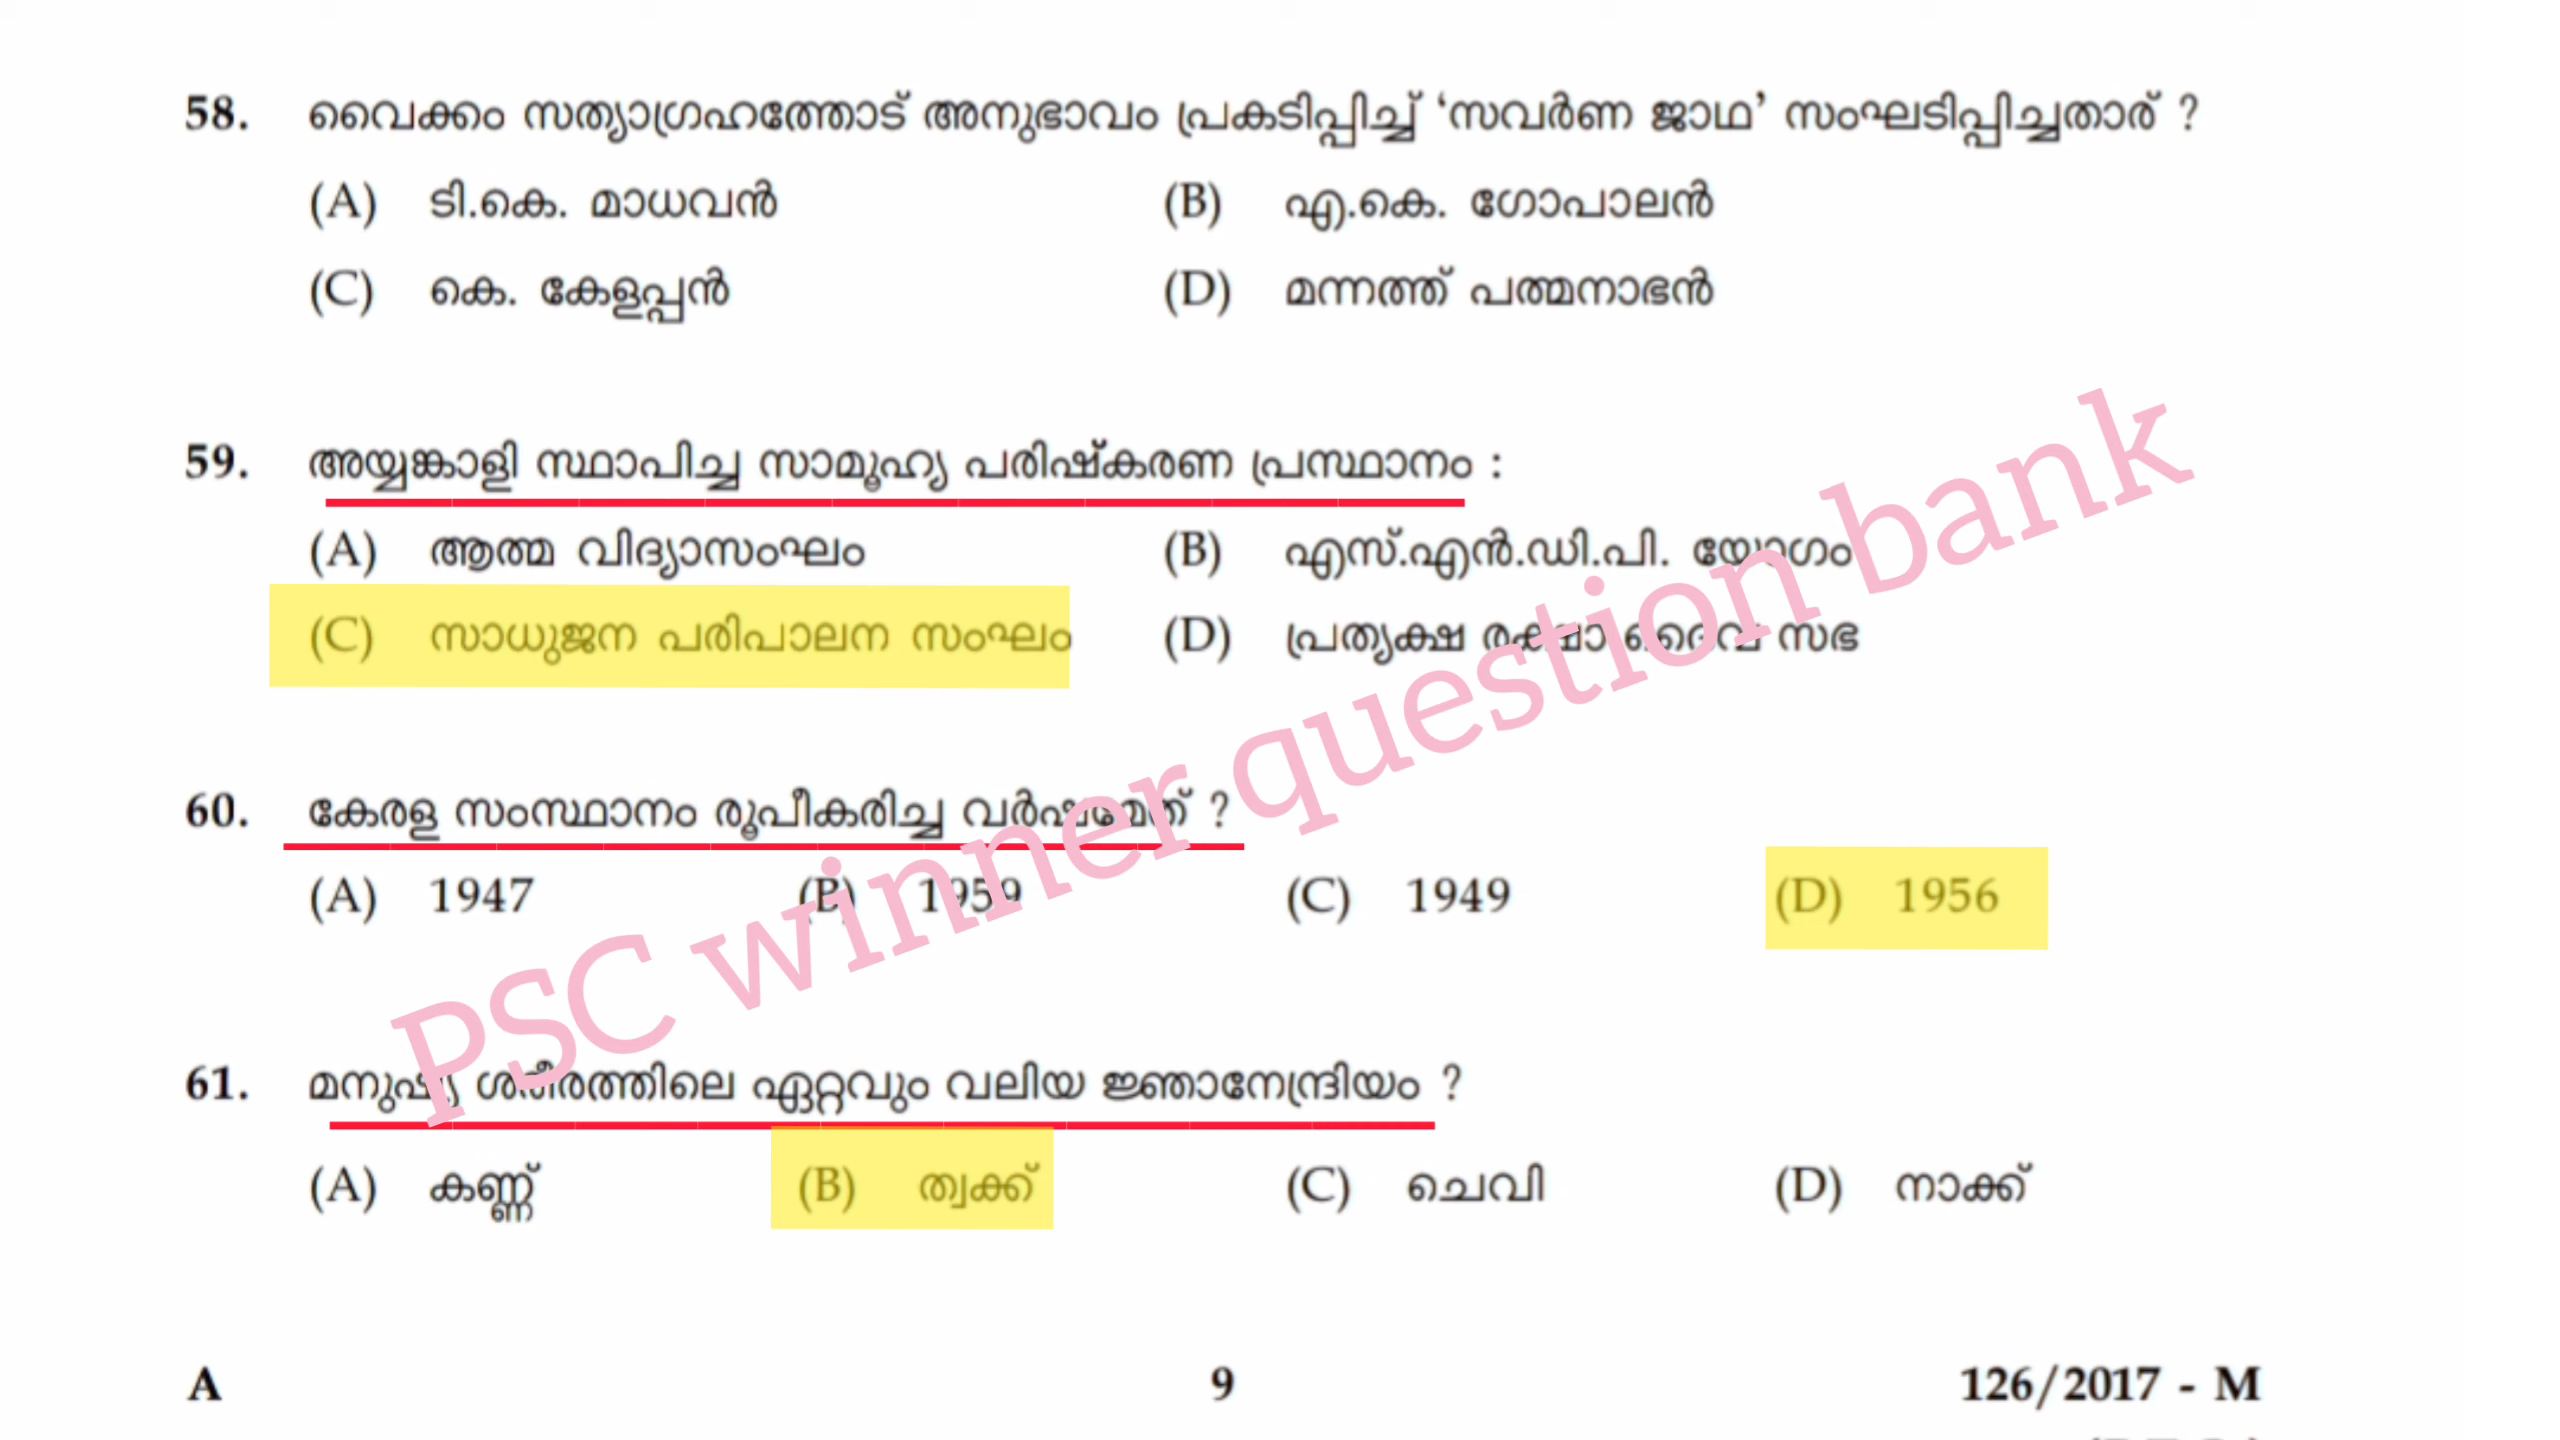 58. വൈക്കം സത്യാഗ്രഹത്തോട് അനുഭാവം പ്രകടിപ്പിച്ച് ‘സവർണ ജാഥ’ സംഘടിപ്പിച്ചതാര് ?
(A) ടി.കെ. മാധവൻ (B) എ.കെ. ഗോപാലൻ
(C) കെ. കേളപ്പൻ (D) മന്നത്ത് പത്മനാഭൻ
59. അയ്യങ്കാളി സ്ഥാപിച്ച സാമൂഹ്യ പരിഷ്കരണ പ്രസ്ഥാനം :
(A) ആത്മ വിദ്യാസംഘം (B) എസ്.എൻ.ഡി.പി. യോഗം
(C) സാധുജന പരിപാലന സംഘം (D) പ്രത്യക്ഷ രക്ഷാ ദൈവ സഭ
60. കേരള സംസ്ഥാനം രൂപീകരിച്ച വർഷമേത് ?
(A) 1947 (B) 1959 (C) 1949 (D) 1956
61. മനുഷ്യ ശരീരത്തിലെ ഏറ്റവും വലിയ ജ്ഞാനേന്ദ്രിയം ?
(A) കണ്ണ് (B) ത്വക്ക് (C) ചെവി (D) നാക്ക്
A 9 126/2017 - M
PSC winner question bank